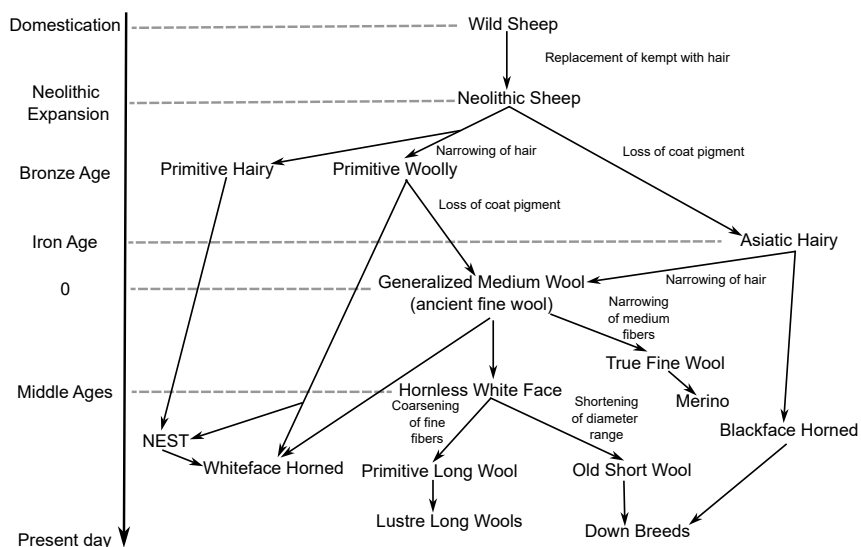 Domestication
Wild Sheep
Replacement of kempt with hair
Neolithic
Expansion
Neolithic Sheep
Narrowing of hair
Loss of coat pigment
Bronze Age
Primitive Hairy
Primitive Woolly
Loss of coat pigment
Iron Age
Asiatic Hairy
0
Generalized Medium Wool
(ancient fine wool)
Narrowing of hair
Narrowing
of medium
fibers
True Fine Wool
Middle Ages
Hornless White Face
Merino
Coarsening
of fine
fibers
Shortening
of diameter
range
Blackface Horned
NEST
Whiteface Horned
Primitive Long Wool
Old Short Wool
Lustre Long Wools
Down Breeds
Present day